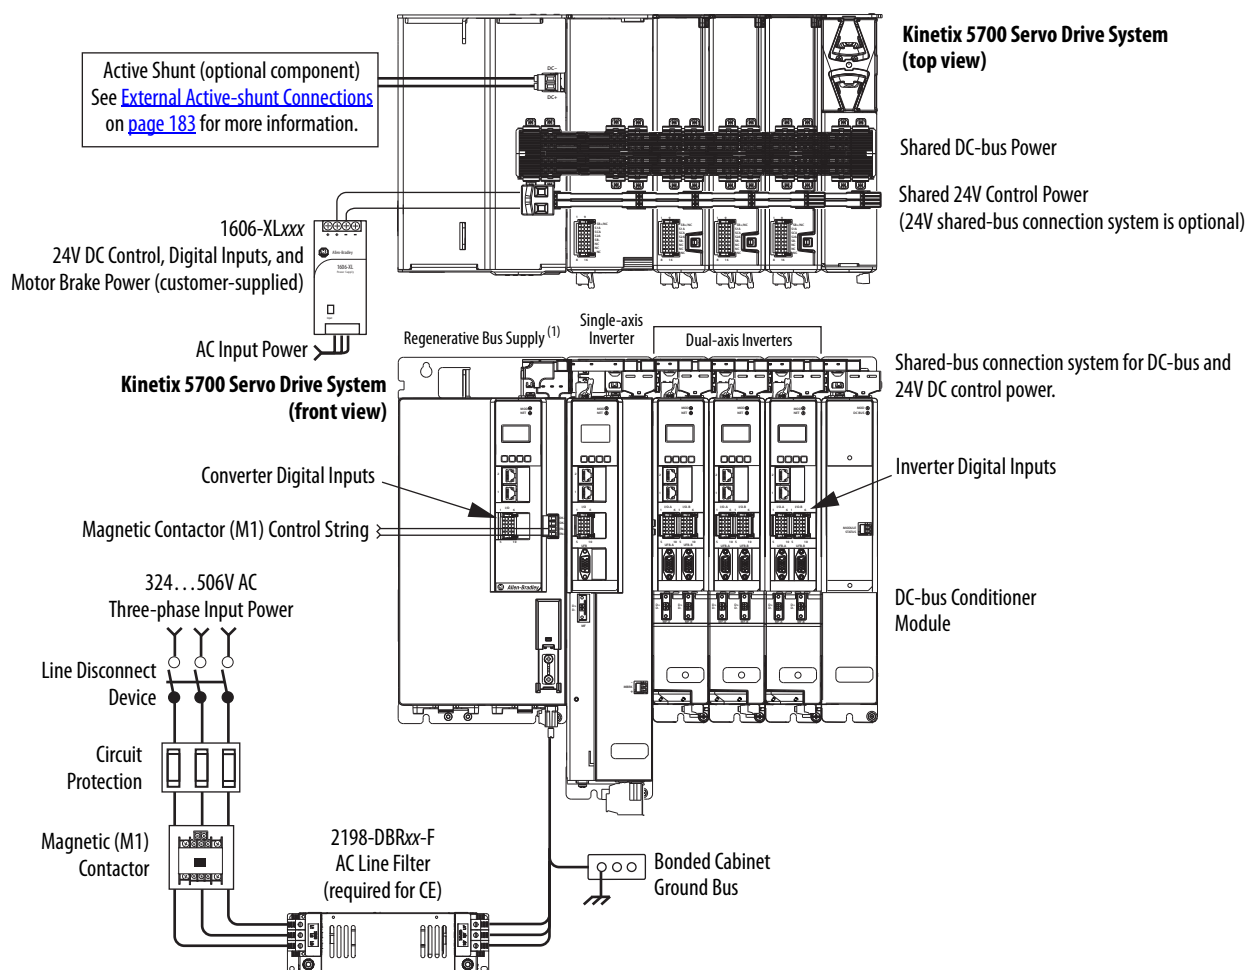 Kinetix 5700 Servo Drive System
(top view)
Active Shunt (optional component)
See External Active-shunt Connections
on page 183 for more information.
DC–
DC+
Shared DC-bus Power
Shared 24V Control Power
(24V shared-bus connection system is optional)
1606-XLxxx
24V DC Control, Digital Inputs, and
Motor Brake Power (customer-supplied)
Allen-Bradley
1606-XL
Power Supply
AC Input Power
Kinetix 5700 Servo Drive System
(front view)
Regenerative Bus Supply (1)
Single-axis
Inverter
Dual-axis Inverters
Shared-bus connection system for DC-bus and
24V DC control power.
Converter Digital Inputs
Inverter Digital Inputs
Magnetic Contactor (M1) Control String
Allen-Bradley
324…506V AC
Three-phase Input Power
DC-bus Conditioner
Module
Line Disconnect
Device
Circuit
Protection
Magnetic (M1)
Contactor
2198-DBRxx-F
AC Line Filter
(required for CE)
Bonded Cabinet
Ground Bus